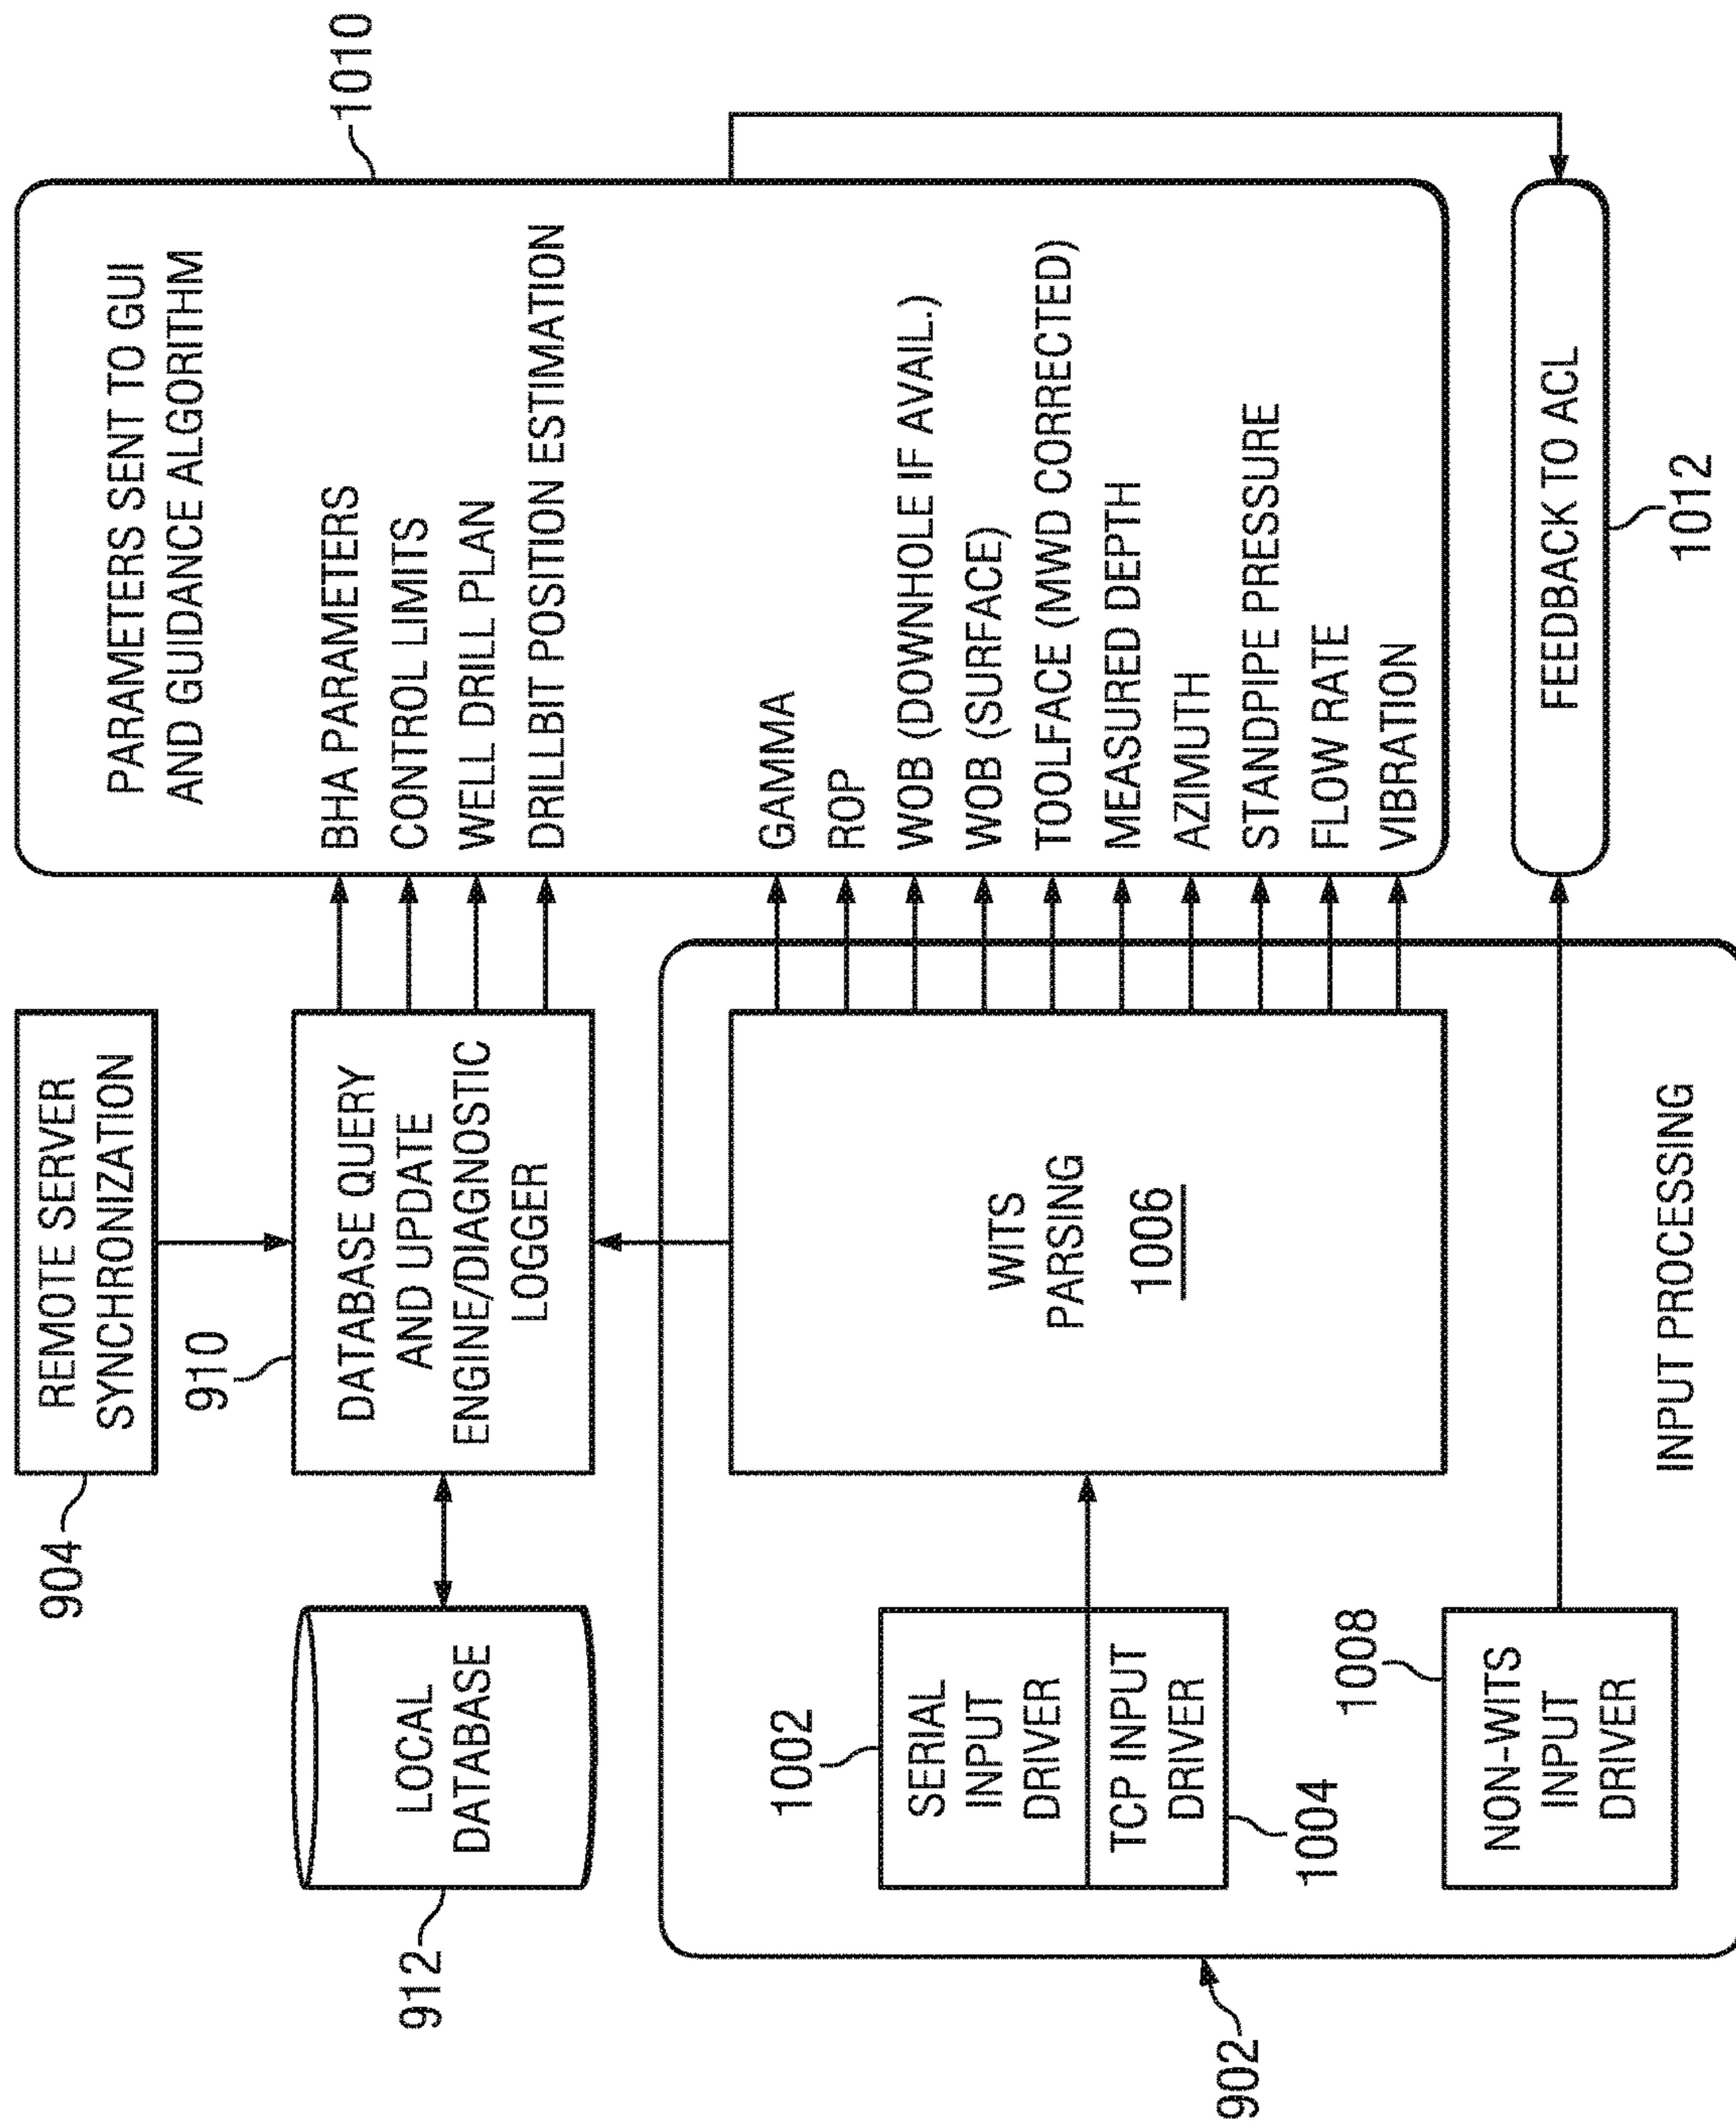 904
REMOTE SERVER
SYNCHRONIZATION
910
912
LOCAL
DATABASE
DATABASE QUERY
AND UPDATE
ENGINE/DIAGNOSTIC
LOGGER
PARAMETERS SENT TO GUI
AND GUIDANCE ALGORITHM
1010
BHA PARAMETERS
CONTROL LIMITS
WELL DRILL PLAN
DRILLBIT POSITION ESTIMATION
GAMMA
ROP
WOB (DOWNHOLE IF AVAIL.)
WOB (SURFACE)
TOOLFACE (MWD CORRECTED)
MEASURED DEPTH
AZIMUTH
STANDPIPE PRESSURE
FLOW RATE
VIBRATION
902
1002
SERIAL
INPUT
DRIVER
TCP INPUT
DRIVER
1004
WITS
PARSING
1006
1008
NON-WITS
INPUT
DRIVER
INPUT PROCESSING
FEEDBACK TO ACL
1012